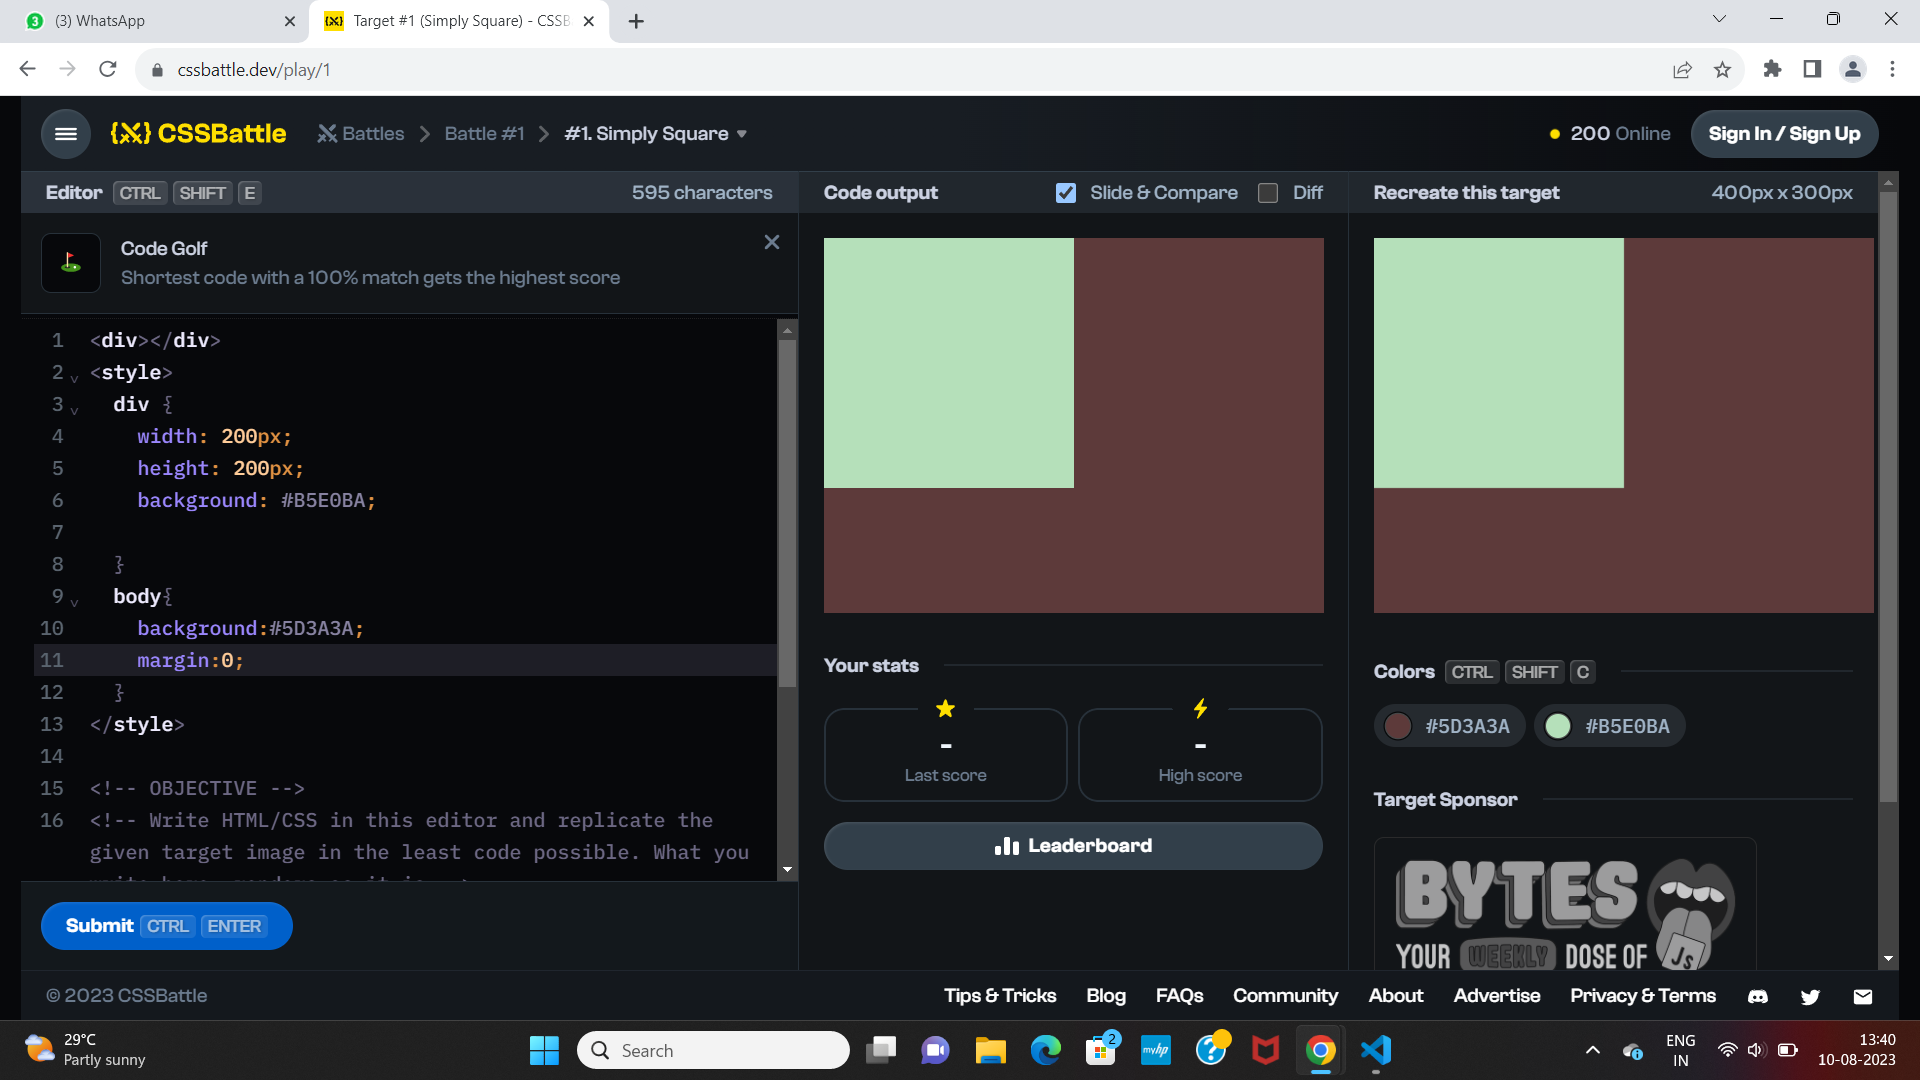 3
(3) WhatsApp
Target #1 (Simply Square) - CSSB
cssbattle.dev/play/1
CSSBattle
Battles
Battle #1
#1. Simply Square
200 Online
Sign In / Sign Up
Editor CTRL SHIFT E
595 characters
Code Golf
Shortest code with a 100% match gets the highest score
1 <div></div>
2 <style>
3 div {
4 width: 200px;
5 height: 200px;
6 background: #B5E0BA;
7
8 }
9 body{
10 background:#5D3A3A;
11 margin:0;
12 }
13 </style>
14
15 <!-- OBJECTIVE -->
16 <!-- Write HTML/CSS in this editor and replicate the
given target image in the least code possible. What you
Submit CTRL ENTER
Code output
Slide & Compare
Diff
Your stats
-
Last score
-
High score
Leaderboard
Recreate this target
400px x 300px
Colors CTRL SHIFT C
#5D3A3A
#B5E0BA
Target Sponsor
BYTES
YOUR WEEKLY DOSE OF
Js
© 2023 CSSBattle
Tips & Tricks
Blog
FAQs
Community
About
Advertise
Privacy & Terms
29°C
Partly sunny
Search
2
myhp
ENG
IN
13:40
10-08-2023